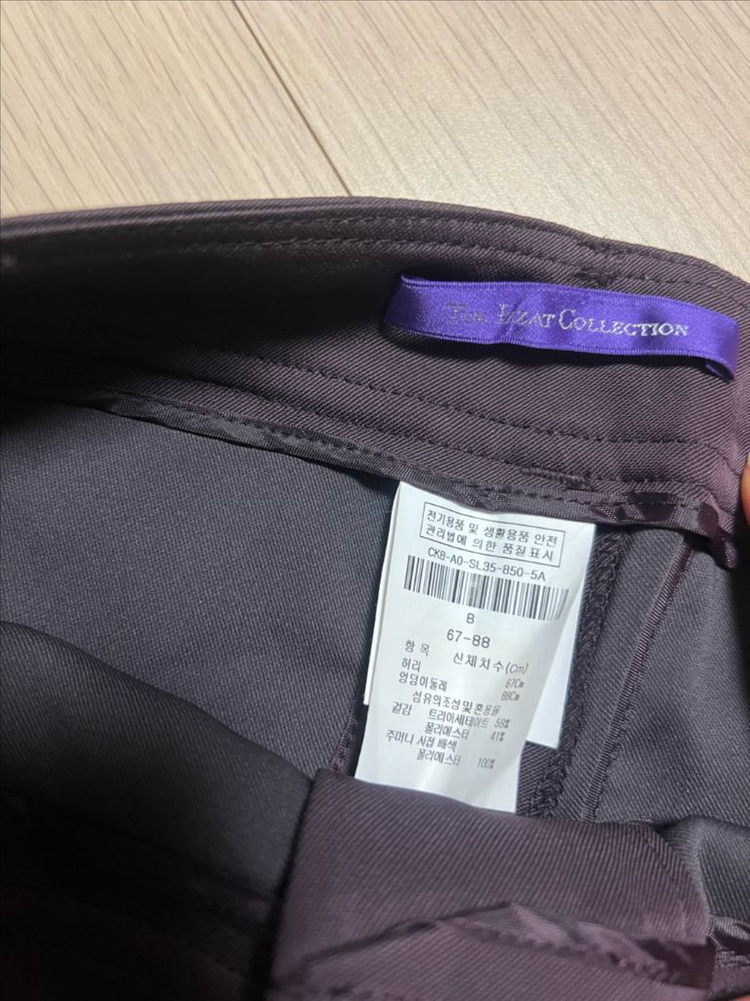 The IZZAT COLLECTION
전기용품 및 생활용품 안전
관리법에 의한 품질표시
CKB-A0-SL35-B50-5A
B
67-88
항 목 신체치수(Cm)
허리 67Cm
엉덩이둘레 88Cm
섬유의조성및혼용율
겉감 트리아세테이트 59%
폴리에스터 41%
주머니 시접 배색
폴리에스터 100%